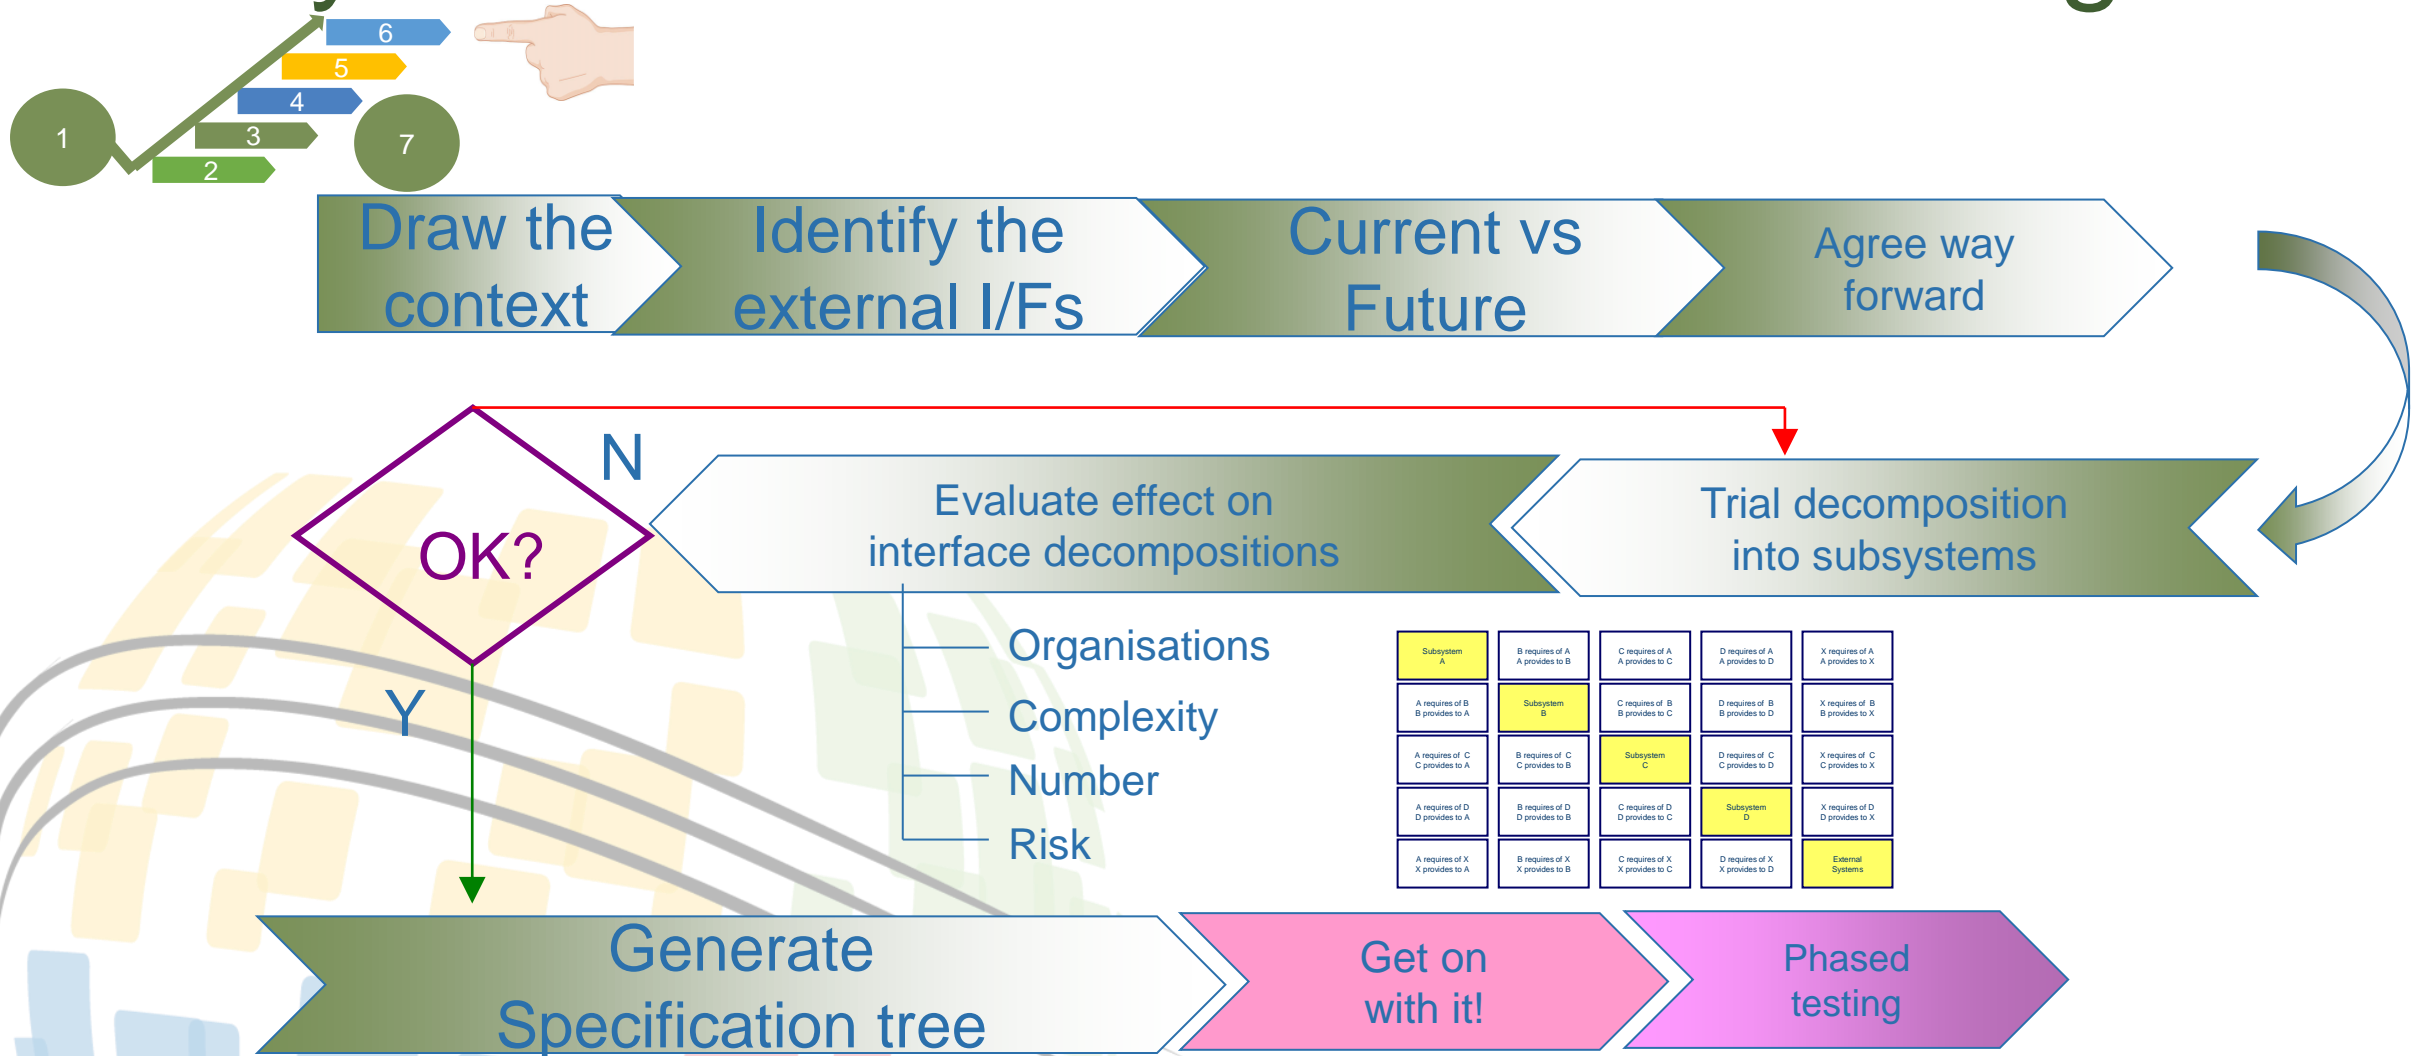 6
5
4
3
2
1
7
Draw the
context
Identify the
external I/Fs
Current vs
Future
Agree way
forward
N
OK?
Y
Evaluate effect on
interface decompositions
Trial decomposition
into subsystems
Organisations
Complexity
Number
Risk
Subsystem
A
B requires of A
A provides to B
C requires of A
A provides to C
D requires of A
A provides to D
X requires of A
A provides to X
A requires of B
B provides to A
Subsystem
B
C requires of B
B provides to C
D requires of B
B provides to D
X requires of B
B provides to X
A requires of C
C provides to A
B requires of C
C provides to B
Subsystem
C
D requires of C
C provides to D
X requires of C
C provides to X
A requires of D
D provides to A
B requires of D
D provides to B
C requires of D
D provides to C
Subsystem
D
X requires of D
D provides to X
A requires of X
X provides to A
B requires of X
X provides to B
C requires of X
X provides to C
D requires of X
X provides to D
External
Systems
Generate
Specification tree
Get on
with it!
Phased
testing